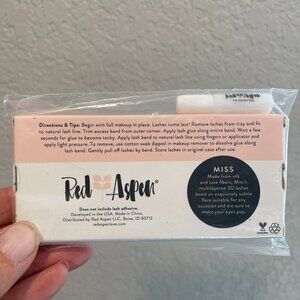 Red Aspen
Directions & Tips: Begin with full makeup in place. Lashes come last! Remove lashes from tray and fit
to natural lash line. Trim excess band from outer corner. Apply lash glue along entire band. Wait a few
seconds for glue to become tacky. Apply lash band to natural lash line using fingers or applicator and
apply light pressure. To remove, use cotton swab dipped in makeup remover to dissolve glue along
lash band. Gently pull off lashes by band. Store lashes in original case after use.
Red Aspen®
Does not include lash adhesive.
Developed in the USA. Made in China.
Distributed by Red Aspen LLC, Boise, ID 83712
redaspenlove.com
MISS
Made from silk
and luxe fibers, Miss's
multilayered 3D lashes
boast an exquisitely subtle
flare suitable for any
occasion and are sure to
make your eyes pop.